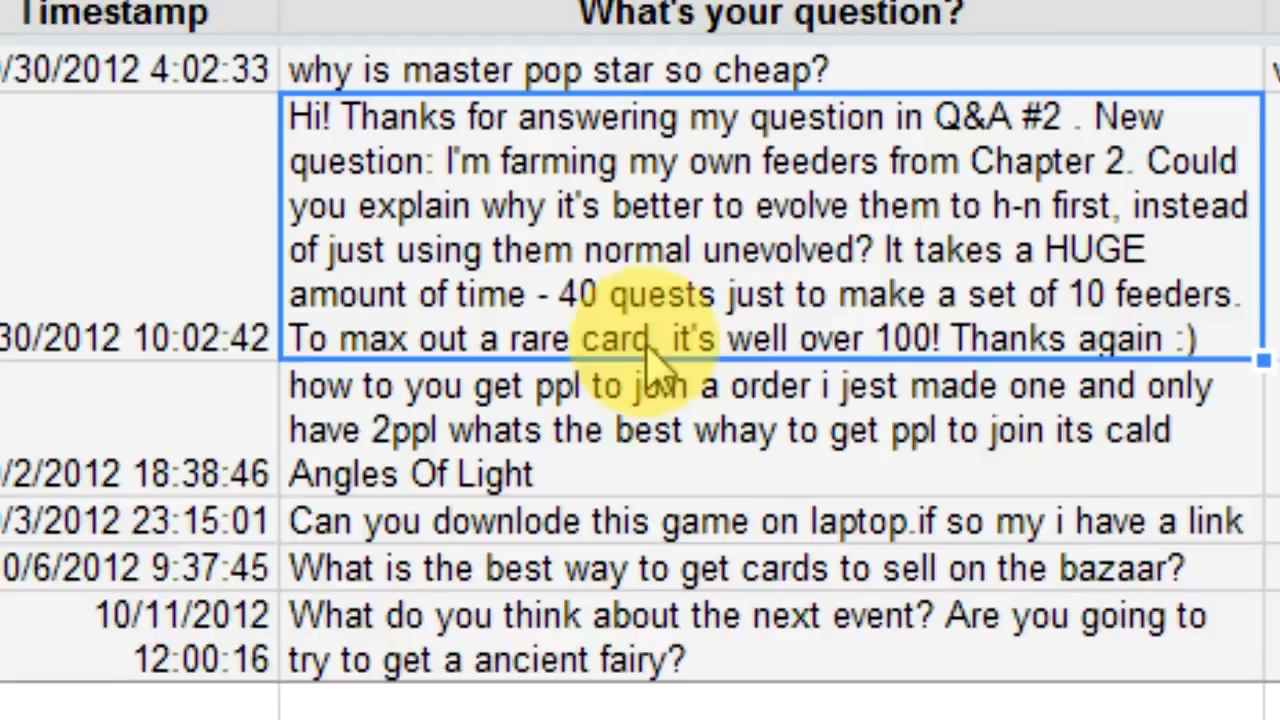 Timestamp What's your question?
/30/2012 4:02:33 why is master pop star so cheap?
Hi! Thanks for answering my question in Q&A #2 . New
question: I'm farming my own feeders from Chapter 2. Could
you explain why it's better to evolve them to h-n first, instead
of just using them normal unevolved? It takes a HUGE
amount of time - 40 quests just to make a set of 10 feeders.
30/2012 10:02:42 To max out a rare card, it's well over 100! Thanks again :)
how to you get ppl to join a order i jest made one and only
have 2ppl whats the best whay to get ppl to join its cald
/2/2012 18:38:46 Angles Of Light
/3/2012 23:15:01 Can you downlode this game on laptop.if so my i have a link
0/6/2012 9:37:45 What is the best way to get cards to sell on the bazaar?
10/11/2012 What do you think about the next event? Are you going to
12:00:16 try to get a ancient fairy?